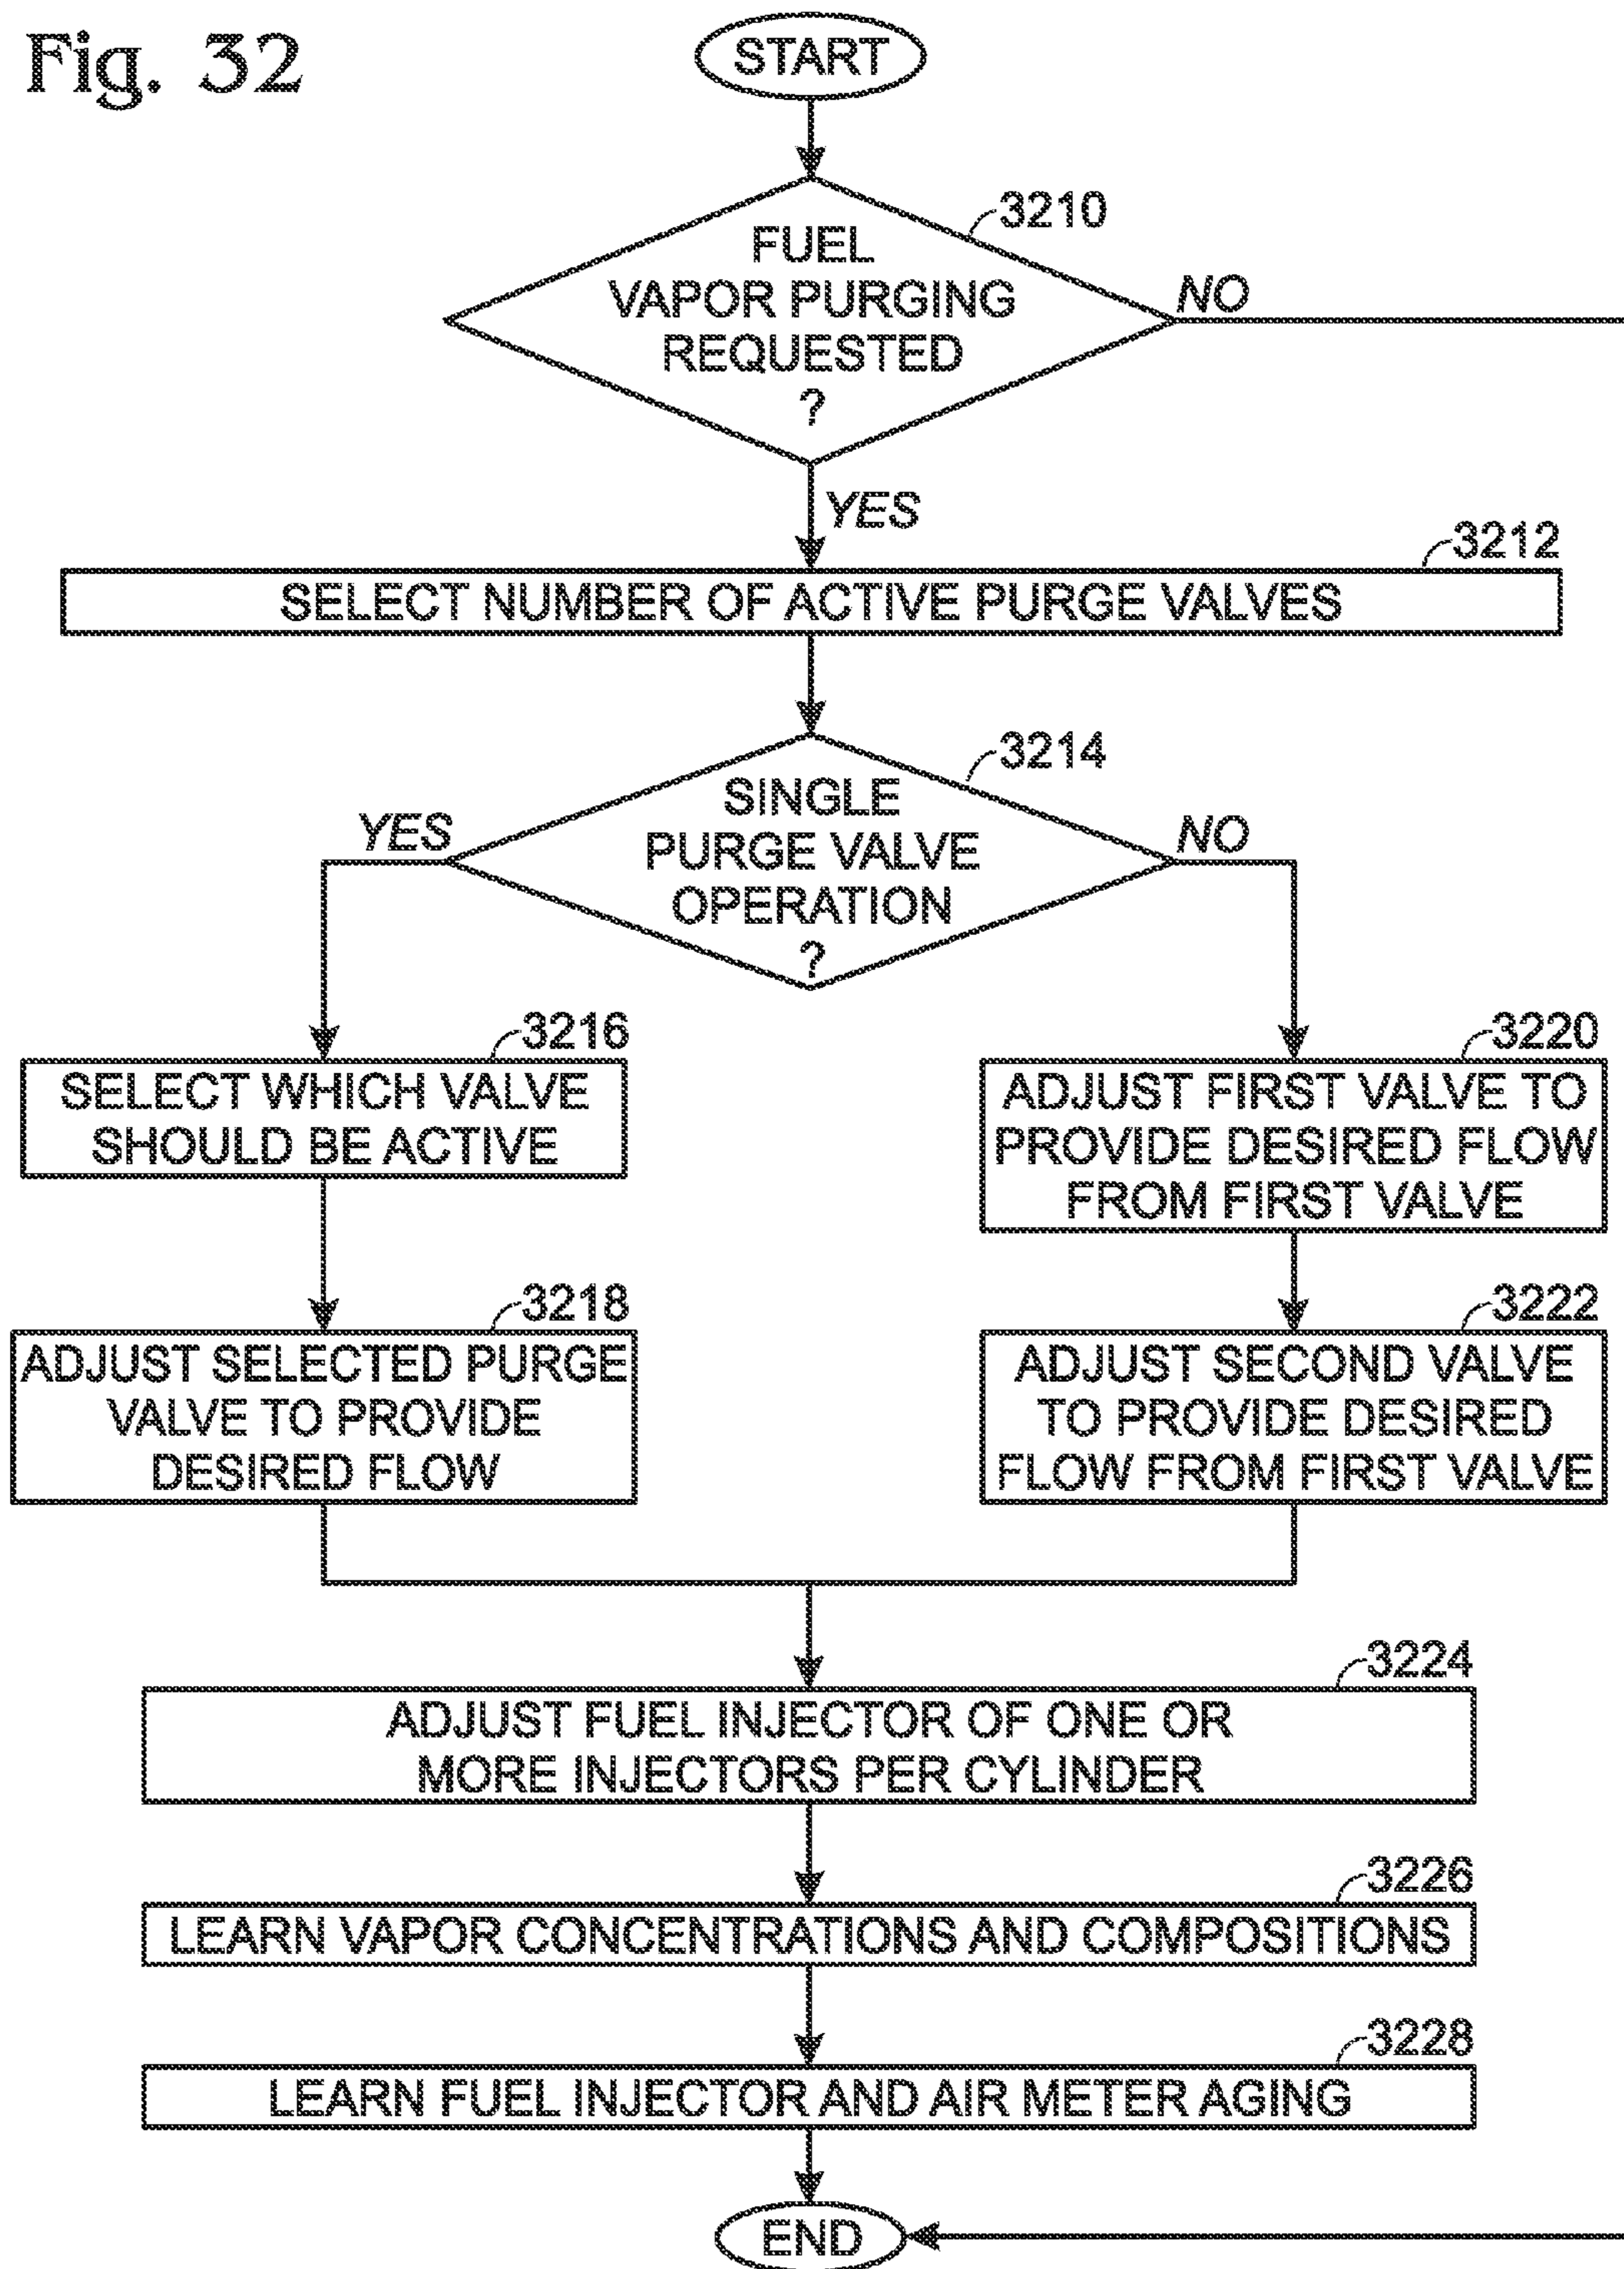 Fig. 32
START
3210
FUEL
VAPOR PURGING
REQUESTED
?
NO
YES
3212
SELECT NUMBER OF ACTIVE PURGE VALVES
3214
SINGLE
PURGE VALVE
OPERATION
?
YES
NO
3216
SELECT WHICH VALVE
SHOULD BE ACTIVE
3218
ADJUST SELECTED PURGE
VALVE TO PROVIDE
DESIRED FLOW
3220
ADJUST FIRST VALVE TO
PROVIDE DESIRED FLOW
FROM FIRST VALVE
3222
ADJUST SECOND VALVE
TO PROVIDE DESIRED
FLOW FROM FIRST VALVE
3224
ADJUST FUEL INJECTOR OF ONE OR
MORE INJECTORS PER CYLINDER
3226
LEARN VAPOR CONCENTRATIONS AND COMPOSITIONS
3228
LEARN FUEL INJECTOR AND AIR METER AGING
END